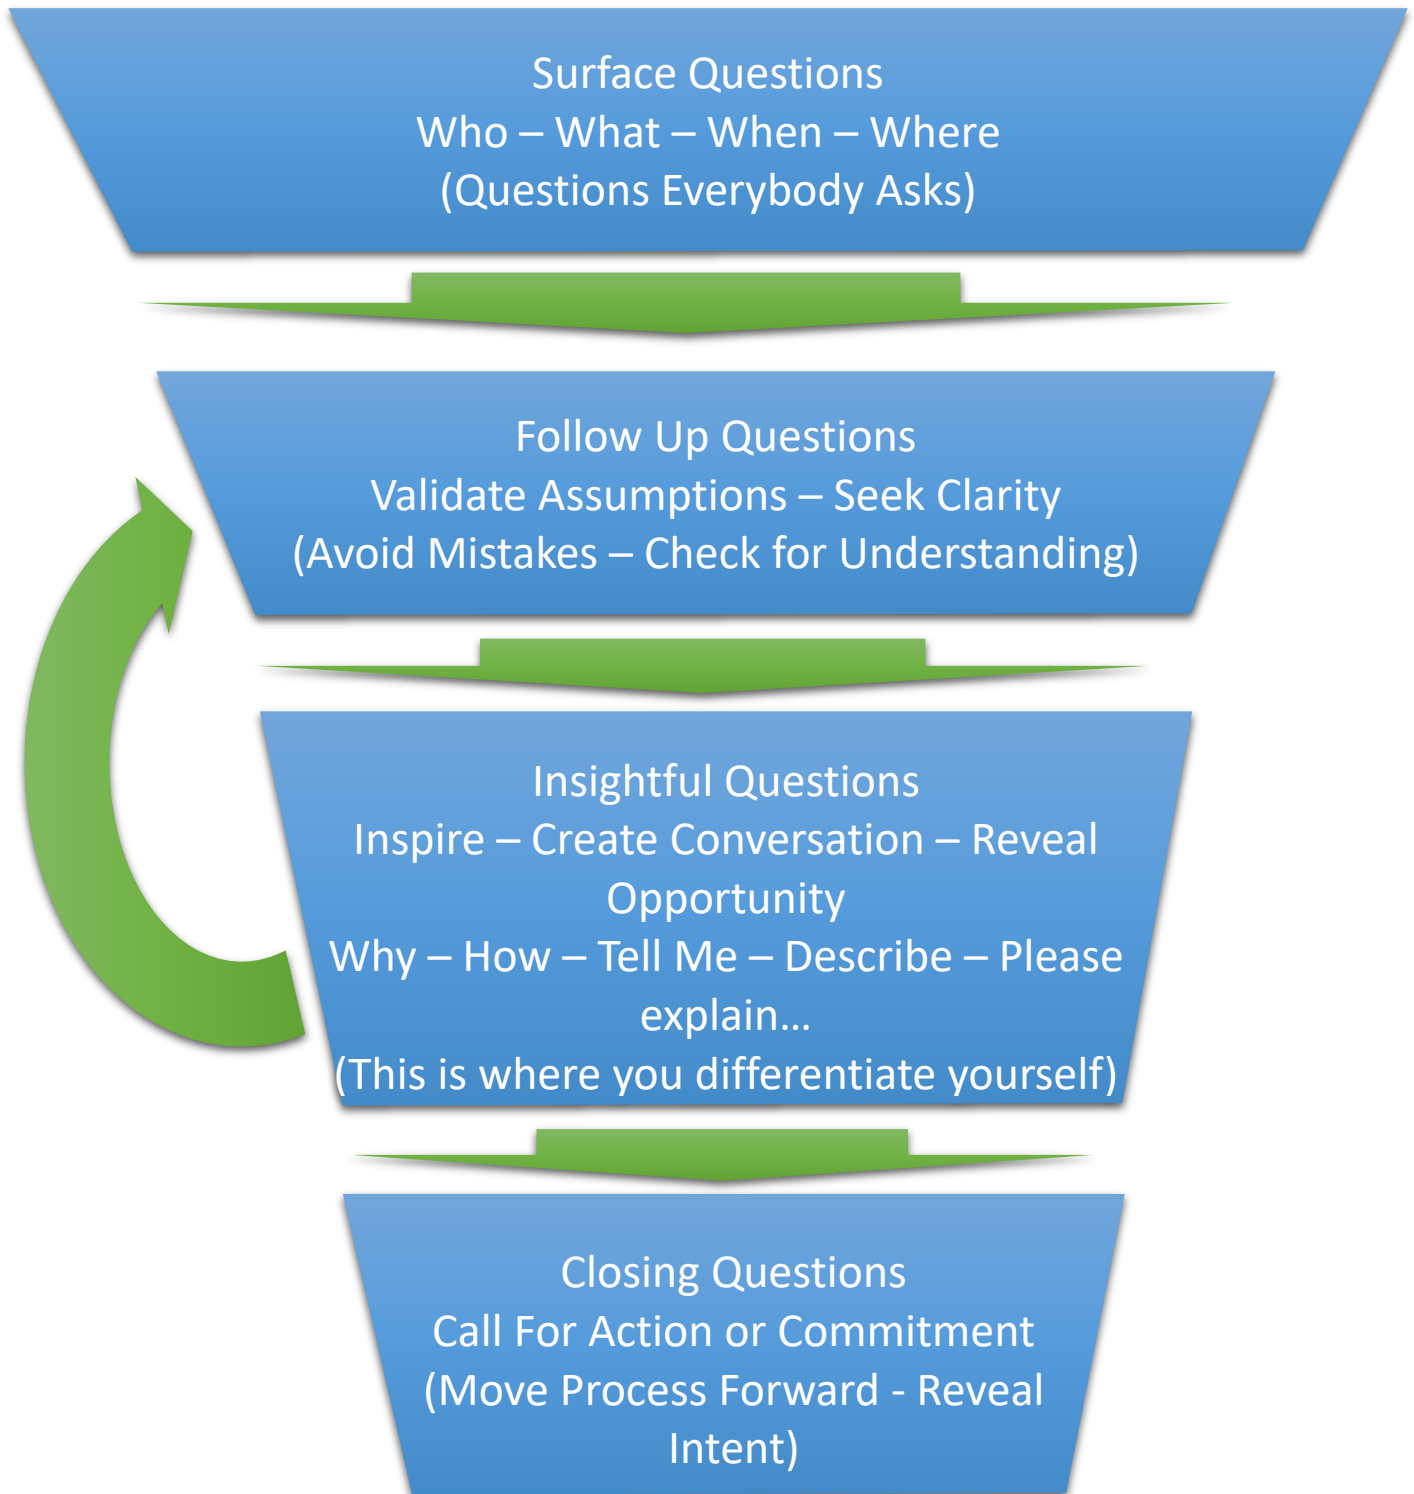 Surface Questions
Who – What – When – Where
(Questions Everybody Asks)
Follow Up Questions
Validate Assumptions – Seek Clarity
(Avoid Mistakes – Check for Understanding)
Insightful Questions
Inspire – Create Conversation – Reveal
Opportunity
Why – How – Tell Me – Describe – Please
explain…
(This is where you differentiate yourself)
Closing Questions
Call For Action or Commitment
(Move Process Forward - Reveal
Intent)